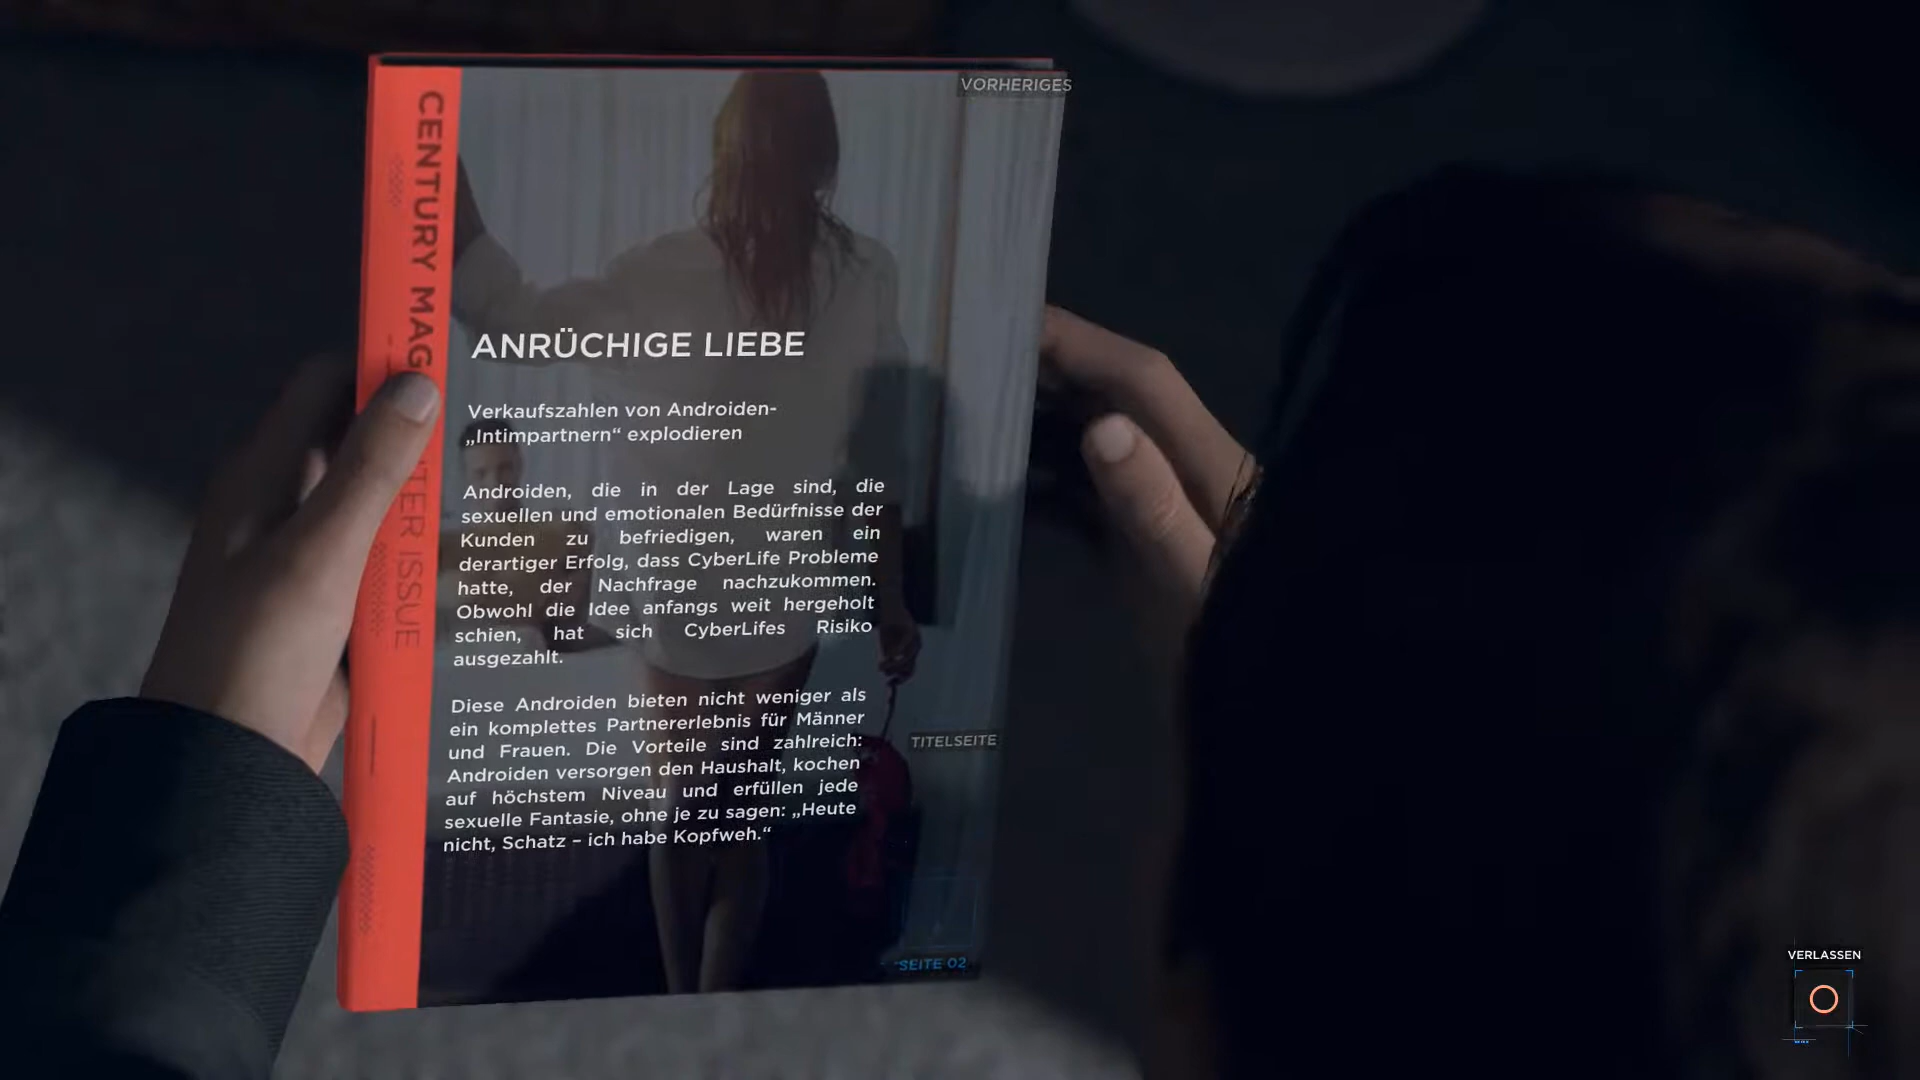 VORHERIGES
CENTURY MAG
TER ISSUE
ANRÜCHIGE LIEBE
Verkaufszahlen von Androiden-
„Intimpartnern“ explodieren
Androiden, die in der Lage sind, die
sexuellen und emotionalen Bedürfnisse der
Kunden zu befriedigen, waren ein
derartiger Erfolg, dass CyberLife Probleme
hatte, der Nachfrage nachzukommen.
Obwohl die Idee anfangs weit hergeholt
schien, hat sich CyberLifes Risiko
ausgezahlt.
Diese Androiden bieten nicht weniger als
ein komplettes Partnererlebnis für Männer
und Frauen. Die Vorteile sind zahlreich:
Androiden versorgen den Haushalt, kochen
auf höchstem Niveau und erfüllen jede
sexuelle Fantasie, ohne je zu sagen: „Heute
nicht, Schatz – ich habe Kopfweh.“
TITELSEITE
SEITE 02
VERLASSEN